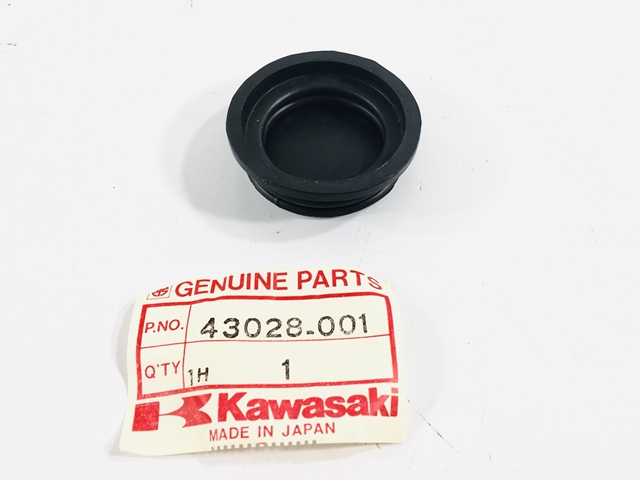 GENUINE PARTS
P.NO. 43028-001
Q'TY 1H 1
Kawasaki
MADE IN JAPAN